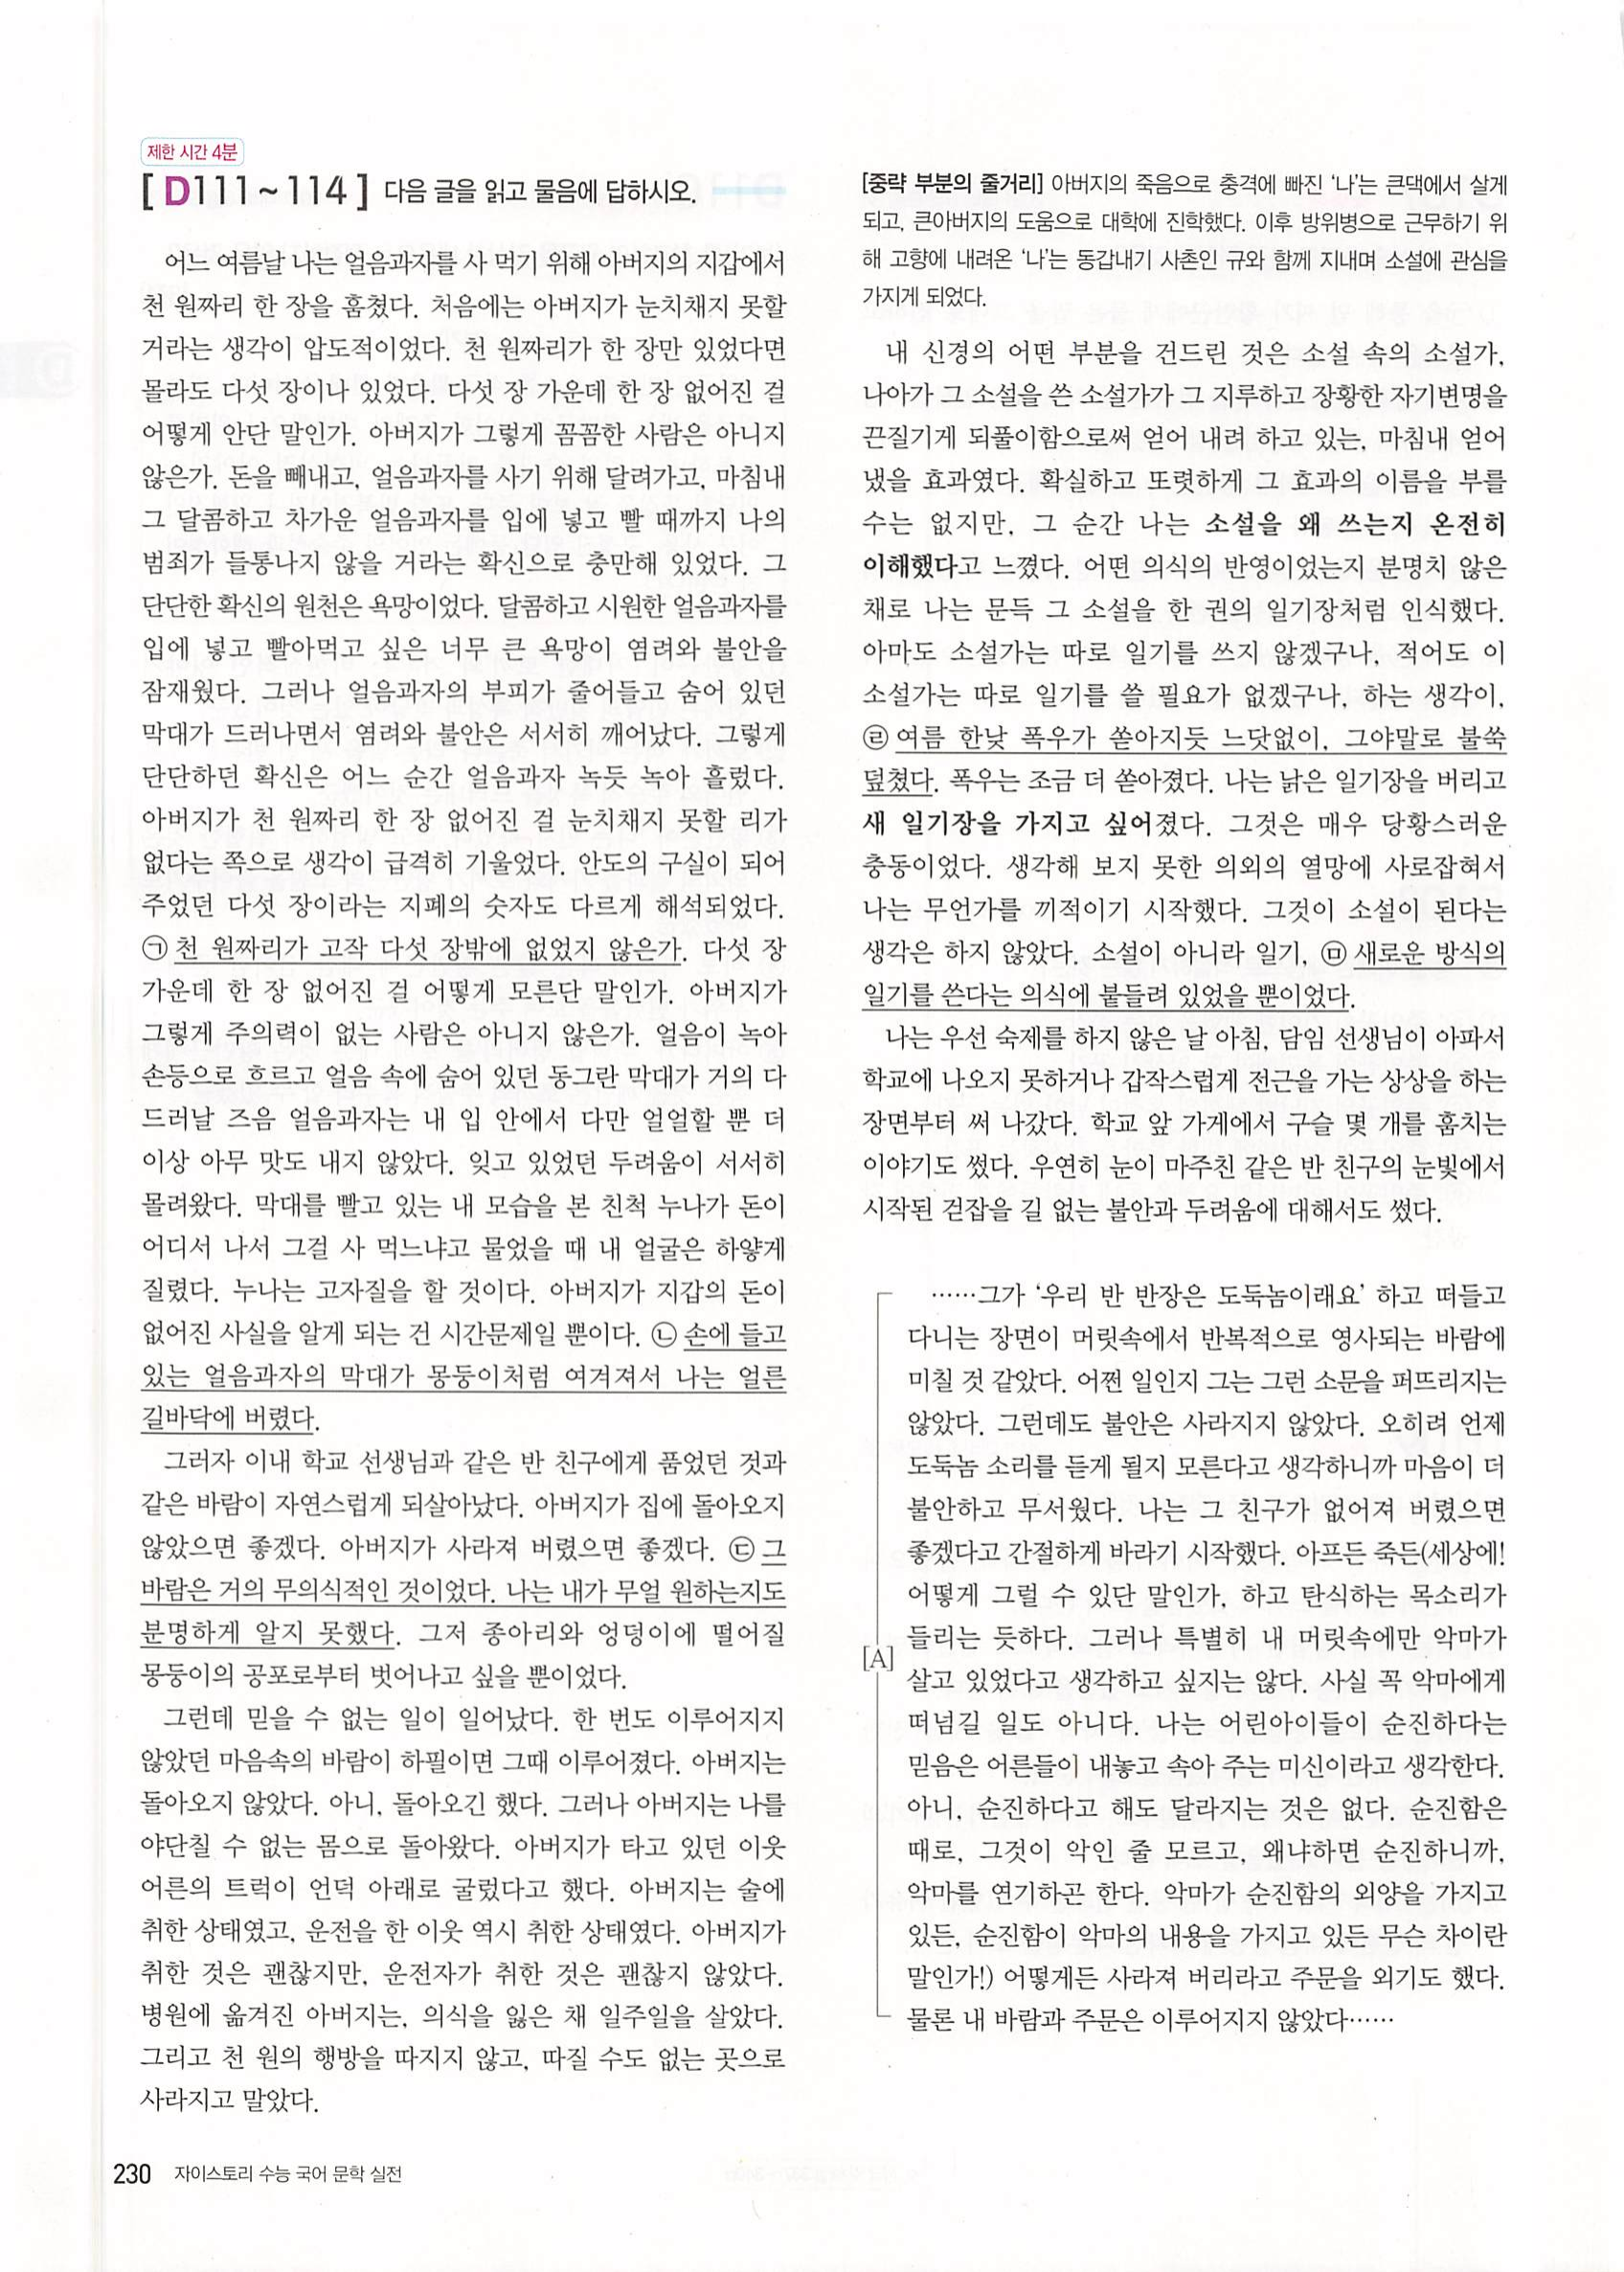 제한 시간 4분
[ D111~114 ] 다음 글을 읽고 물음에 답하시오.
어느 여름날 나는 얼음과자를 사 먹기 위해 아버지의 지갑에서
천 원짜리 한 장을 훔쳤다. 처음에는 아버지가 눈치채지 못할
거라는 생각이 압도적이었다. 천 원짜리가 한 장만 있었다면
몰라도 다섯 장이나 있었다. 다섯 장 가운데 한 장 없어진 걸
어떻게 안단 말인가. 아버지가 그렇게 꼼꼼한 사람은 아니지
않은가. 돈을 빼내고, 얼음과자를 사기 위해 달려가고, 마침내
그 달콤하고 차가운 얼음과자를 입에 넣고 빨 때까지 나의
범죄가 들통나지 않을 거라는 확신으로 충만해 있었다. 그
단단한 확신의 원천은 욕망이었다. 달콤하고 시원한 얼음과자를
입에 넣고 빨아먹고 싶은 너무 큰 욕망이 염려와 불안을
잠재웠다. 그러나 얼음과자의 부피가 줄어들고 숨어 있던
막대가 드러나면서 염려와 불안은 서서히 깨어났다. 그렇게
단단하던 확신은 어느 순간 얼음과자 녹듯 녹아 흘렀다.
아버지가 천 원짜리 한 장 없어진 걸 눈치채지 못할 리가
없다는 쪽으로 생각이 급격히 기울었다. 안도의 구실이 되어
주었던 다섯 장이라는 지폐의 숫자도 다르게 해석되었다.
㉠ 천 원짜리가 고작 다섯 장밖에 없었지 않은가. 다섯 장
가운데 한 장 없어진 걸 어떻게 모른단 말인가. 아버지가
그렇게 주의력이 없는 사람은 아니지 않은가. 얼음이 녹아
손등으로 흐르고 얼음 속에 숨어 있던 동그란 막대가 거의 다
드러날 즈음 얼음과자는 내 입 안에서 다만 얼얼할 뿐 더
이상 아무 맛도 내지 않았다. 잊고 있었던 두려움이 서서히
몰려왔다. 막대를 빨고 있는 내 모습을 본 친척 누나가 돈이
어디서 나서 그걸 사 먹느냐고 물었을 때 내 얼굴은 하얗게
질렸다. 누나는 고자질을 할 것이다. 아버지가 지갑의 돈이
없어진 사실을 알게 되는 건 시간문제일 뿐이다. ㉡ 손에 들고
있는 얼음과자의 막대가 몽둥이처럼 여겨져서 나는 얼른
길바닥에 버렸다.
그러자 이내 학교 선생님과 같은 반 친구에게 품었던 것과
같은 바람이 자연스럽게 되살아났다. 아버지가 집에 돌아오지
않았으면 좋겠다. 아버지가 사라져 버렸으면 좋겠다. ㉢ 그
바람은 거의 무의식적인 것이었다. 나는 내가 무얼 원하는지도
분명하게 알지 못했다. 그저 종아리와 엉덩이에 떨어질
몽둥이의 공포로부터 벗어나고 싶을 뿐이었다.
그런데 믿을 수 없는 일이 일어났다. 한 번도 이루어지지
않았던 마음속의 바람이 하필이면 그때 이루어졌다. 아버지는
돌아오지 않았다. 아니, 돌아오긴 했다. 그러나 아버지는 나를
야단칠 수 없는 몸으로 돌아왔다. 아버지가 타고 있던 이웃
어른의 트럭이 언덕 아래로 굴렀다고 했다. 아버지는 술에
취한 상태였고, 운전을 한 이웃 역시 취한 상태였다. 아버지가
취한 것은 괜찮지만, 운전자가 취한 것은 괜찮지 않았다.
병원에 옮겨진 아버지는, 의식을 잃은 채 일주일을 살았다.
그리고 천 원의 행방을 따지지 않고, 따질 수도 없는 곳으로
사라지고 말았다.
[중략 부분의 줄거리] 아버지의 죽음으로 충격에 빠진 ‘나’는 큰댁에서 살게
되고, 큰아버지의 도움으로 대학에 진학했다. 이후 방위병으로 근무하기 위
해 고향에 내려온 ‘나’는 동갑내기 사촌인 규와 함께 지내며 소설에 관심을
가지게 되었다.
내 신경의 어떤 부분을 건드린 것은 소설 속의 소설가,
나아가 그 소설을 쓴 소설가가 그 지루하고 장황한 자기변명을
끈질기게 되풀이함으로써 얻어 내려 하고 있는, 마침내 얻어
냈을 효과였다. 확실하고 또렷하게 그 효과의 이름을 부를
수는 없지만, 그 순간 나는 소설을 왜 쓰는지 온전히
이해했다고 느꼈다. 어떤 의식의 반영이었는지 분명치 않은
채로 나는 문득 그 소설을 한 권의 일기장처럼 인식했다.
아마도 소설가는 따로 일기를 쓰지 않겠구나, 적어도 이
소설가는 따로 일기를 쓸 필요가 없겠구나, 하는 생각이,
㉣ 여름 한낮 폭우가 쏟아지듯 느닷없이, 그야말로 불쑥
덮쳤다. 폭우는 조금 더 쏟아졌다. 나는 낡은 일기장을 버리고
새 일기장을 가지고 싶어졌다. 그것은 매우 당황스러운
충동이었다. 생각해 보지 못한 의외의 열망에 사로잡혀서
나는 무언가를 끼적이기 시작했다. 그것이 소설이 된다는
생각은 하지 않았다. 소설이 아니라 일기, ㉤ 새로운 방식의
일기를 쓴다는 의식에 붙들려 있었을 뿐이었다.
나는 우선 숙제를 하지 않은 날 아침, 담임 선생님이 아파서
학교에 나오지 못하거나 갑작스럽게 전근을 가는 상상을 하는
장면부터 써 나갔다. 학교 앞 가게에서 구슬 몇 개를 훔치는
이야기도 썼다. 우연히 눈이 마주친 같은 반 친구의 눈빛에서
시작된 걷잡을 길 없는 불안과 두려움에 대해서도 썼다.
……그가 ‘우리 반 반장은 도둑놈이래요’ 하고 떠들고
다니는 장면이 머릿속에서 반복적으로 영사되는 바람에
미칠 것 같았다. 어쩐 일인지 그는 그런 소문을 퍼뜨리지는
않았다. 그런데도 불안은 사라지지 않았다. 오히려 언제
도둑놈 소리를 듣게 될지 모른다고 생각하니까 마음이 더
불안하고 무서웠다. 나는 그 친구가 없어져 버렸으면
좋겠다고 간절하게 바라기 시작했다. 아프든 죽든(세상에!
어떻게 그럴 수 있단 말인가, 하고 탄식하는 목소리가
들리는 듯하다. 그러나 특별히 내 머릿속에만 악마가
[A]
살고 있었다고 생각하고 싶지는 않다. 사실 꼭 악마에게
떠넘길 일도 아니다. 나는 어린아이들이 순진하다는
믿음은 어른들이 내놓고 속아 주는 미신이라고 생각한다.
아니, 순진하다고 해도 달라지는 것은 없다. 순진함은
때로, 그것이 악인 줄 모르고, 왜냐하면 순진하니까,
악마를 연기하곤 한다. 악마가 순진함의 외양을 가지고
있든, 순진함이 악마의 내용을 가지고 있든 무슨 차이란
말인가!) 어떻게든 사라져 버리라고 주문을 외기도 했다.
물론 내 바람과 주문은 이루어지지 않았다……
230 자이스토리 수능 국어 문학 실전